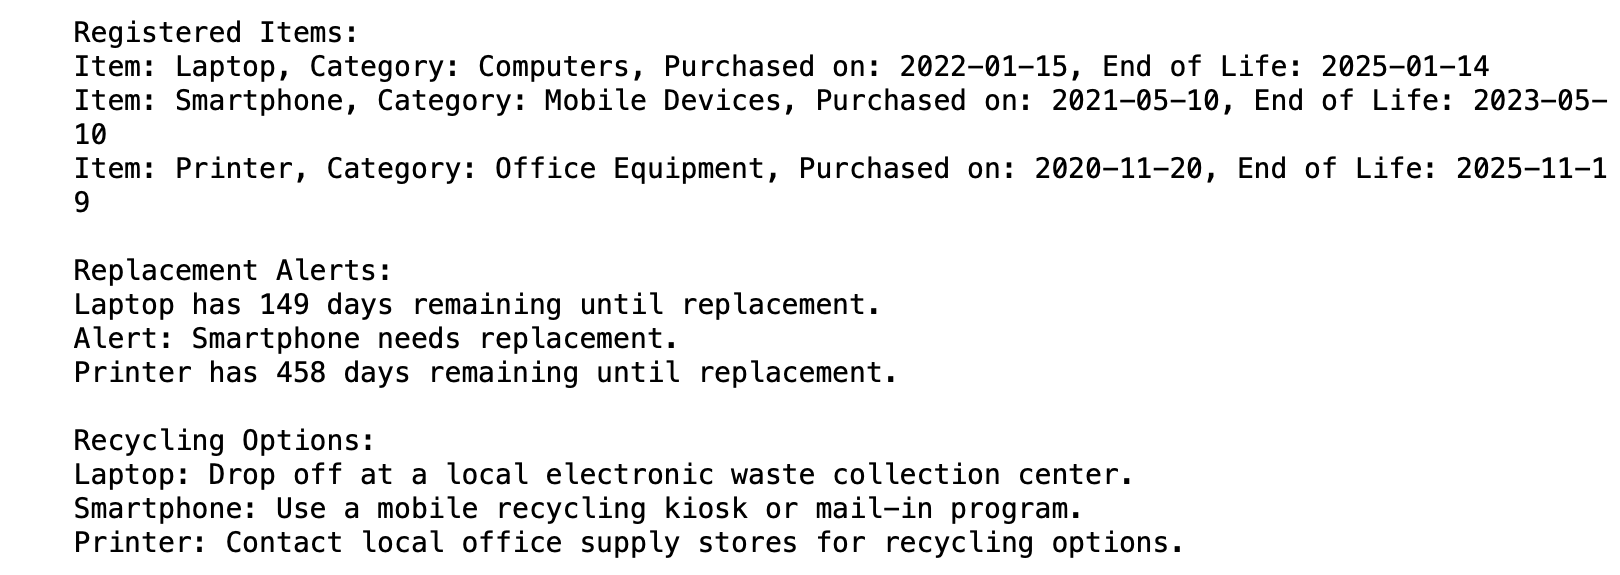 Registered Items:
Item: Laptop, Category: Computers, Purchased on: 2022-01-15, End of Life: 2025-01-14
Item: Smartphone, Category: Mobile Devices, Purchased on: 2021-05-10, End of Life: 2023-05-
10
Item: Printer, Category: Office Equipment, Purchased on: 2020-11-20, End of Life: 2025-11-1
9
Replacement Alerts:
Laptop has 149 days remaining until replacement.
Alert: Smartphone needs replacement.
Printer has 458 days remaining until replacement.
Recycling Options:
Laptop: Drop off at a local electronic waste collection center.
Smartphone: Use a mobile recycling kiosk or mail-in program.
Printer: Contact local office supply stores for recycling options.